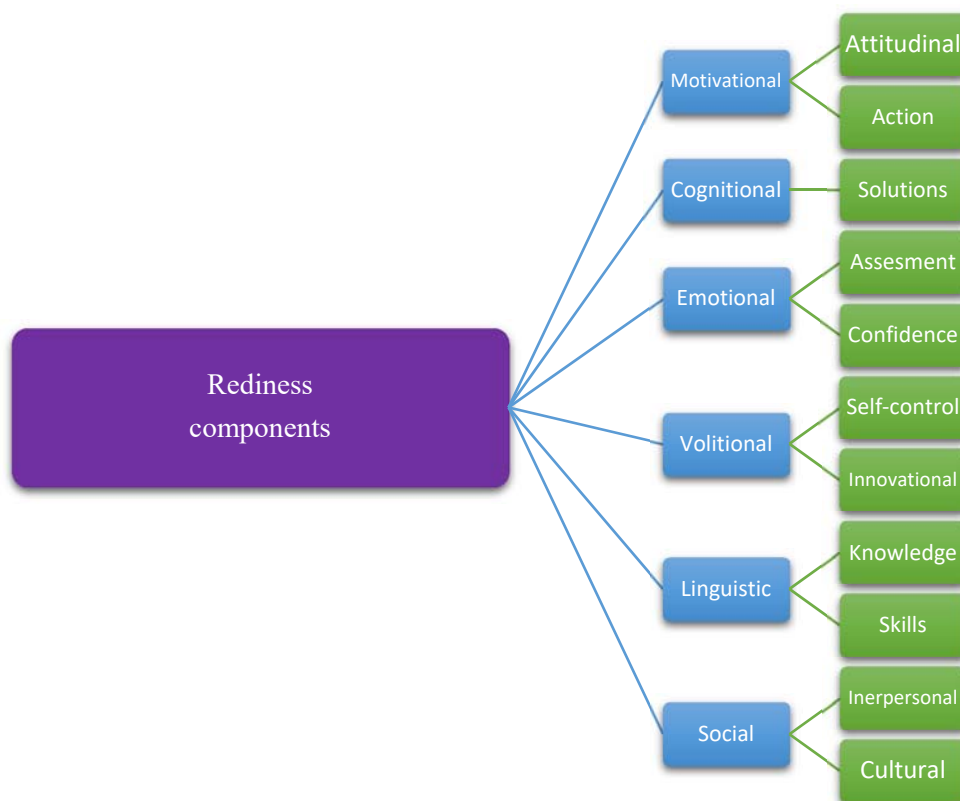 Rediness
components
Motivational
Attitudinal
Action
Cognitional
Solutions
Emotional
Assesment
Confidence
Volitional
Self-control
Innovational
Linguistic
Knowledge
Skills
Social
Inerpersonal
Cultural